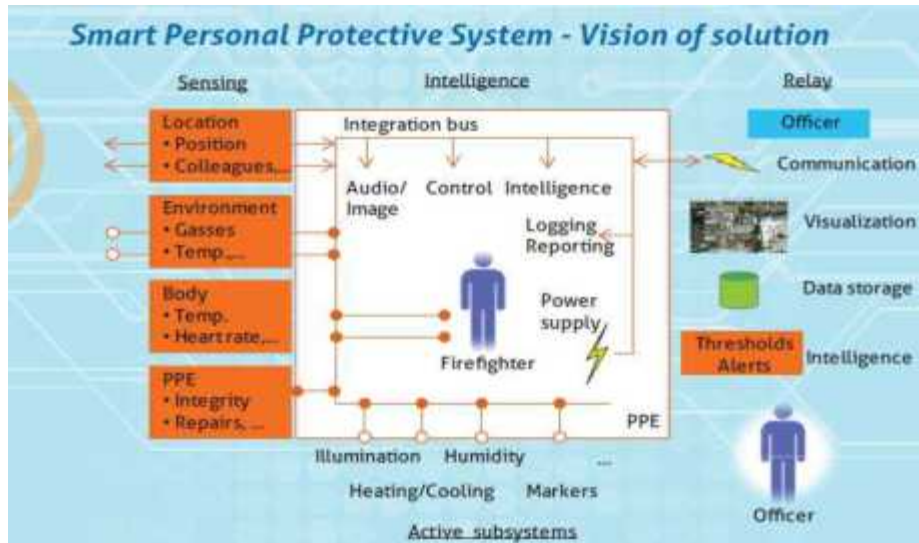 Smart Personal Protective System - Vision of solution
Sensing
Intelligence
Relay
Location
• Position
• Colleagues,...
Environment
• Gasses
• Temp.,...
Body
• Temp.
• Heart rate,...
PPE
• Integrity
• Repairs, ...
Integration bus
Audio/
Image
Control
Intelligence
Logging
Reporting
Power
supply
Firefighter
PPE
Illumination
Humidity
...
Heating/Cooling
Markers
Active subsystems
Officer
Communication
Visualization
Data storage
Thresholds
Alerts
Intelligence
Officer